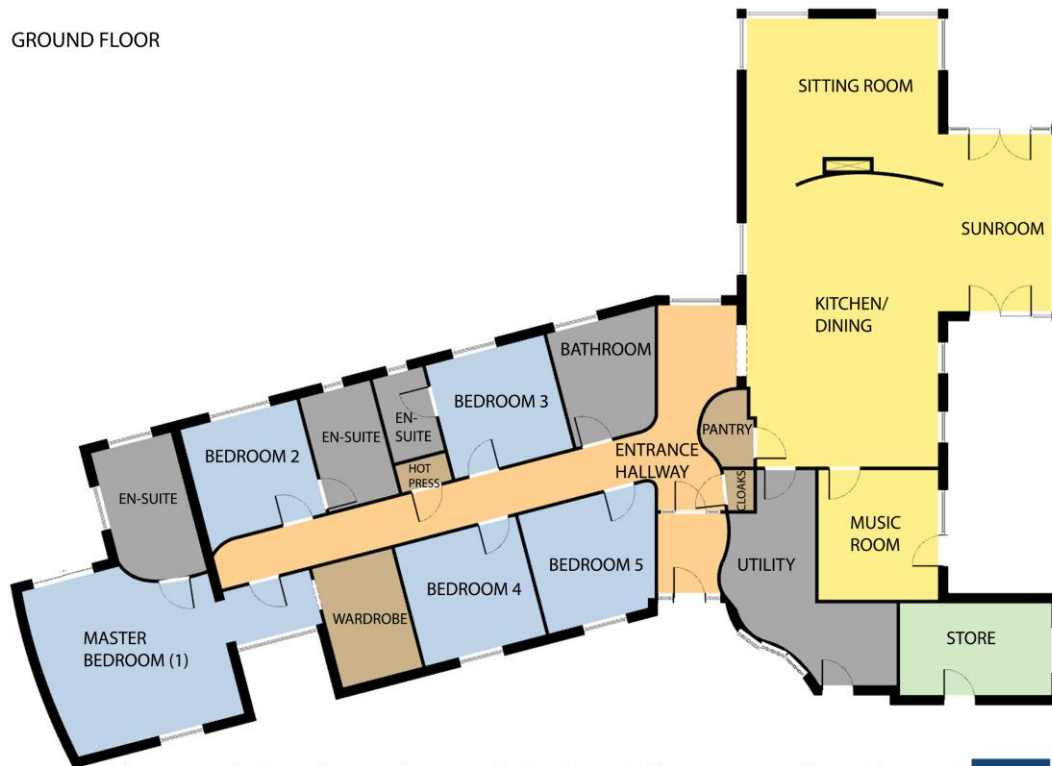 GROUND FLOOR
SITTING ROOM
SUNROOM
KITCHEN/
DINING
BATHROOM
BEDROOM 3
EN-
SUITE
EN-SUITE
BEDROOM 2
HOT
PRESS
EN-SUITE
PANTRY
ENTRANCE
HALLWAY
CLOAKS
MUSIC
ROOM
UTILITY
BEDROOM 5
BEDROOM 4
WARDROBE
MASTER
BEDROOM (1)
STORE